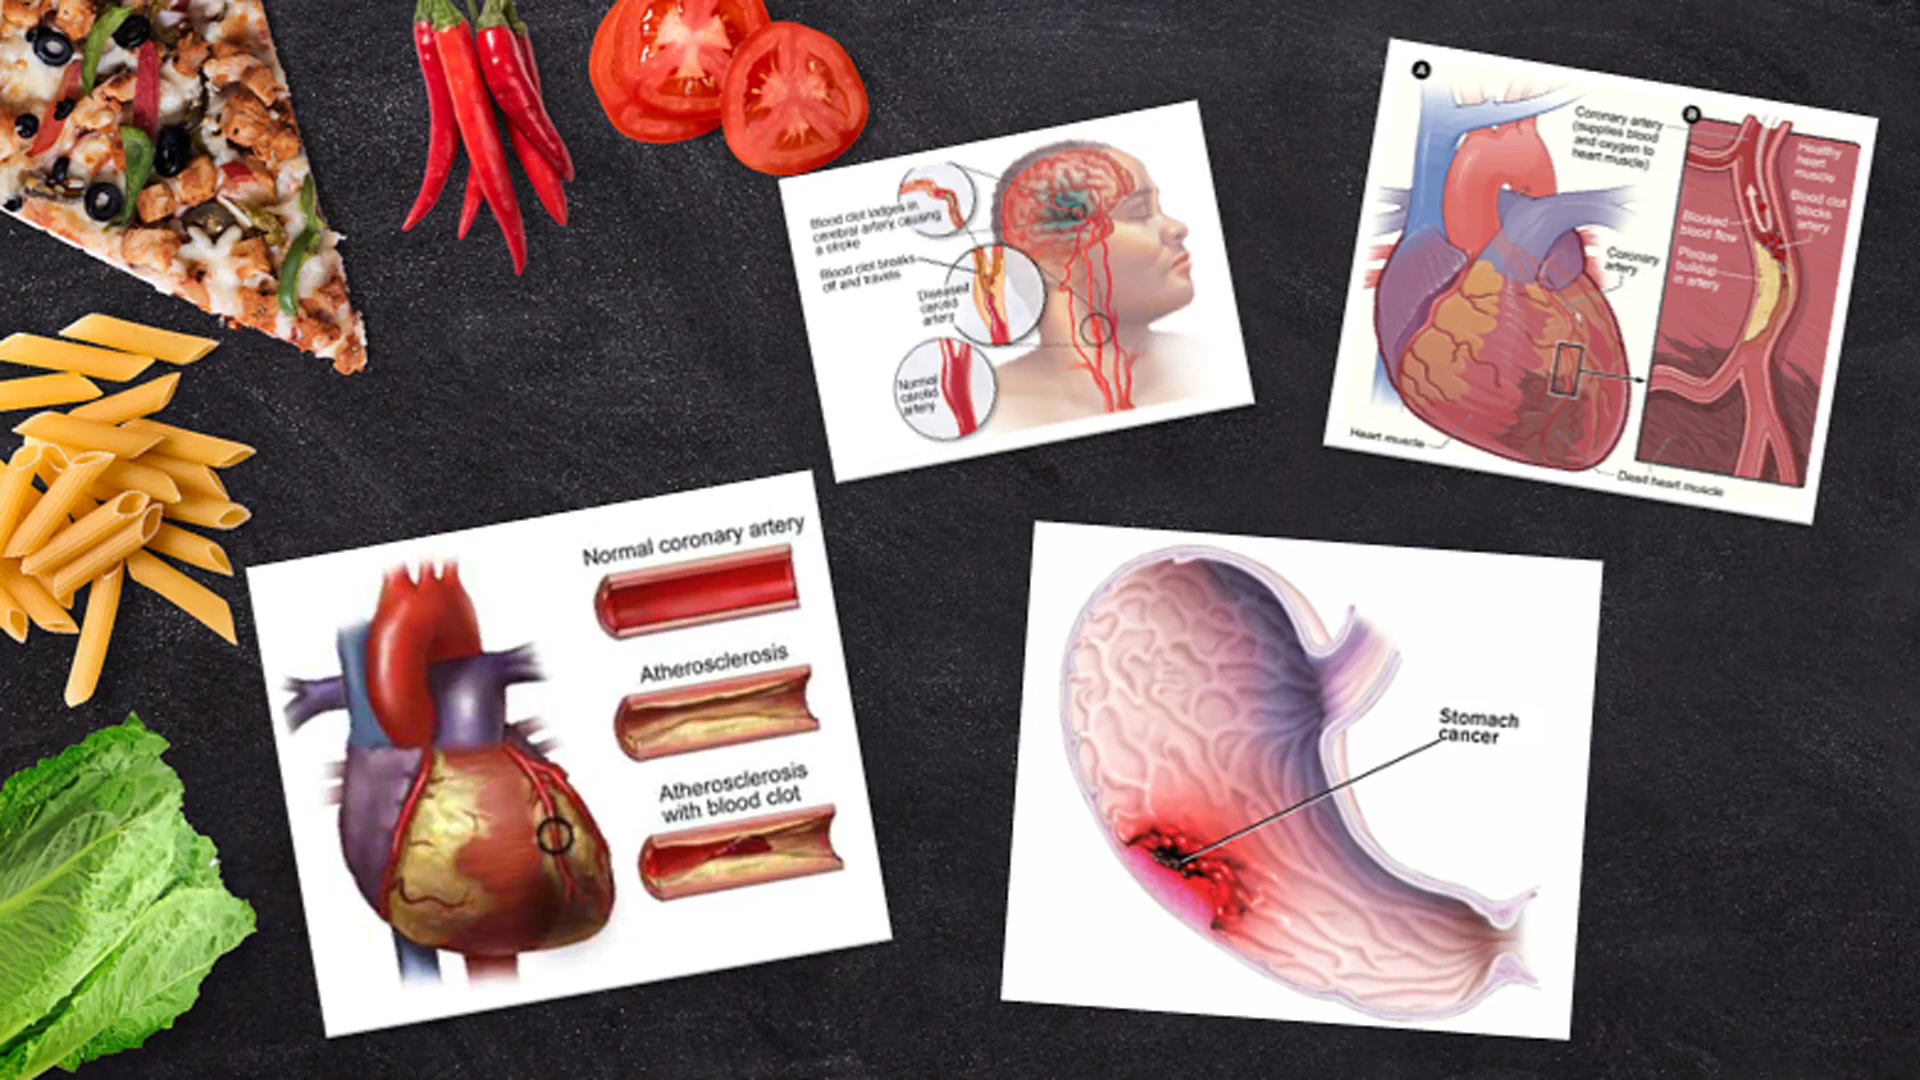 Blood clot lodges in
cerebral artery, causing
a stroke
Blood clot breaks
off and travels
Diseased
carotid
artery
Normal
carotid
artery
A
Coronary artery
(supplies blood
and oxygen to
heart muscle)
B
Healthy
heart
muscle
Blood clot
blocks
artery
Blocked
blood flow
Plaque
buildup
in artery
Coronary
artery
Heart muscle
Dead heart muscle
Normal coronary artery
Atherosclerosis
Atherosclerosis
with blood clot
Stomach
cancer